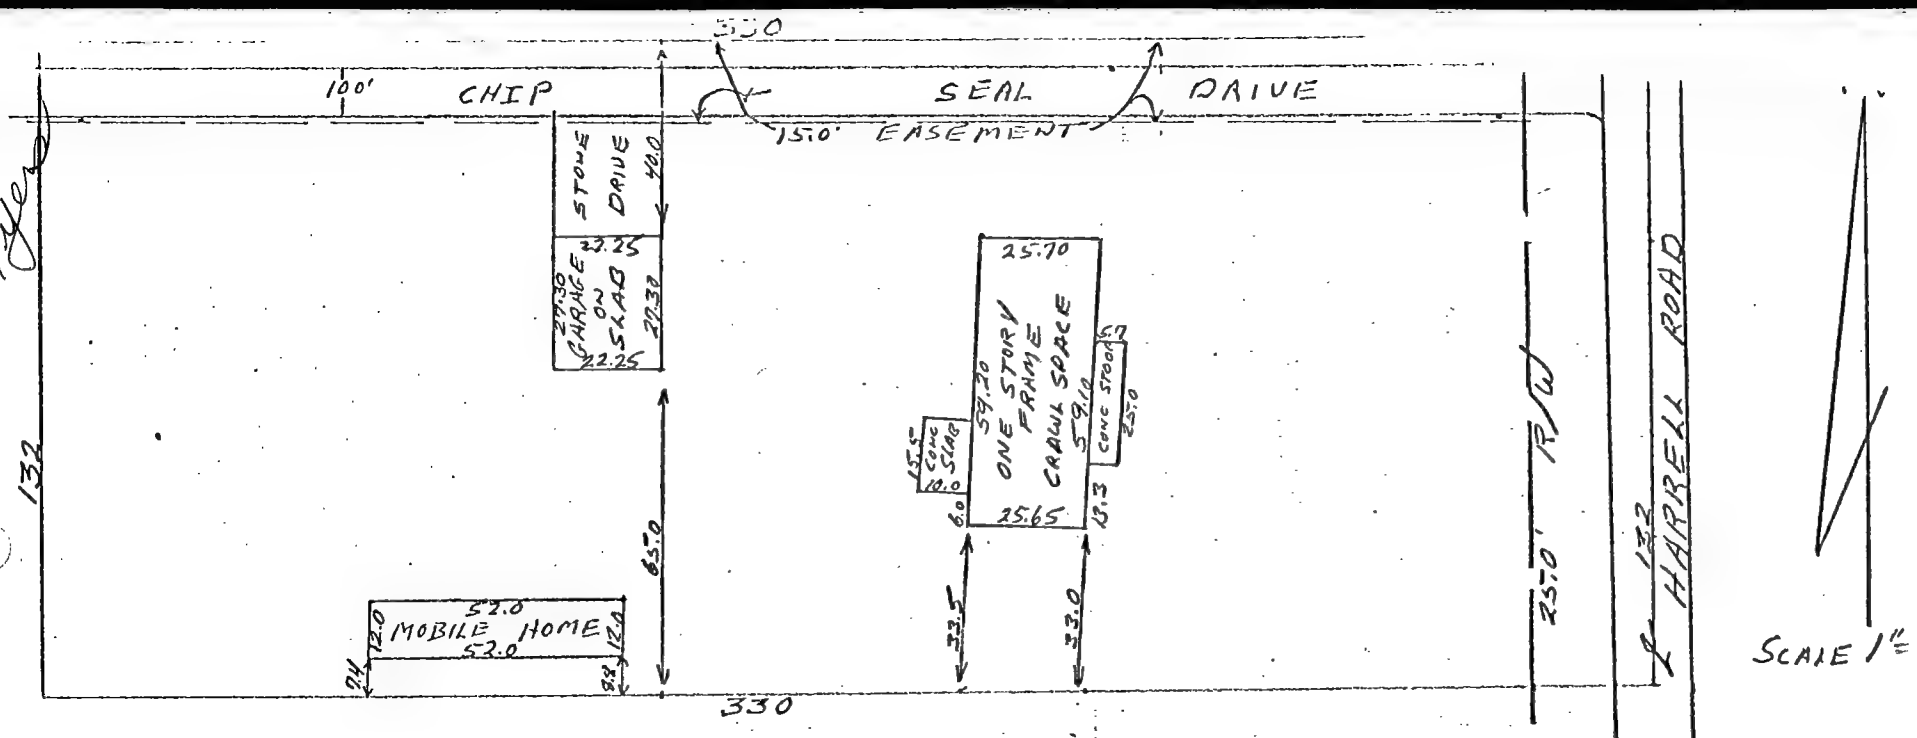 330
100'
CHIP SEAL DRIVE
15.0' EASEMENT
STONE
DRIVE
40.0
22.25
27.30
GARAGE
ON
SLAB
27.30
22.25
25.70
59.20
ONE STORY
FRAME
CRAWL SPACE
59.10
25.65
5.7
CONC STOOP
25.0
13.3
15.5
CONC
SLAB
10.0
6.0
132
65.0
33.5
33.0
52.0
12.0
MOBILE HOME
12.0
52.0
7.4
8.8
330
25.0' R/W
132
HARRELL ROAD
SCALE 1"=